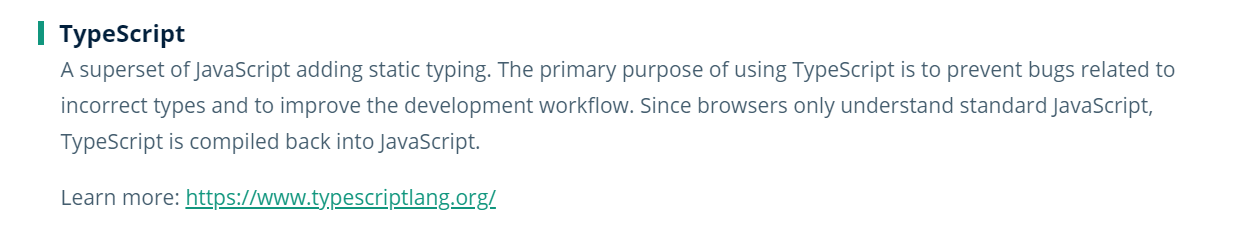 TypeScript
A superset of JavaScript adding static typing. The primary purpose of using TypeScript is to prevent bugs related to
incorrect types and to improve the development workflow. Since browsers only understand standard JavaScript,
TypeScript is compiled back into JavaScript.
Learn more: https://www.typescriptlang.org/